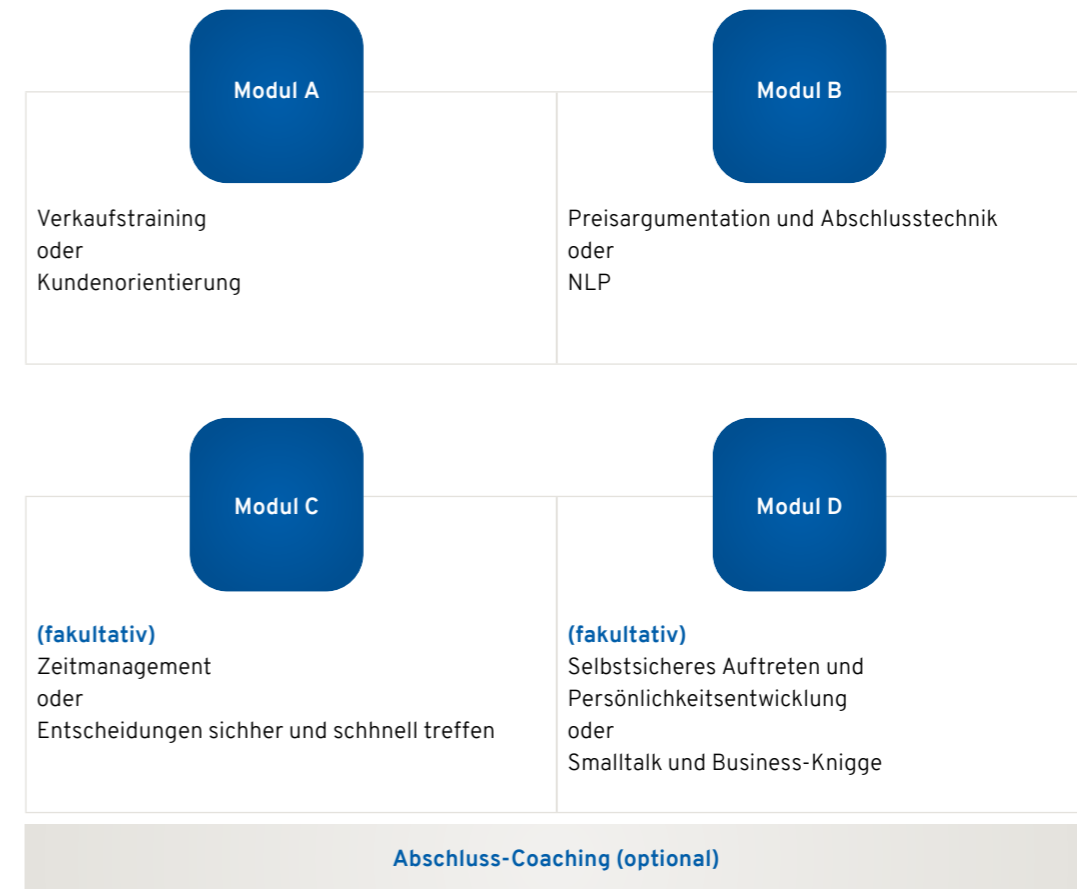 Modul A
Verkaufstraining
oder
Kundenorientierung
Modul B
Preisargumentation und Abschlusstechnik
oder
NLP
Modul C
(fakultativ)
Zeitmanagement
oder
Entscheidungen sichher und schhnell treffen
Modul D
(fakultativ)
Selbstsicheres Auftreten und
Persönlichkeitsentwicklung
oder
Smalltalk und Business-Knigge
Abschluss-Coaching (optional)